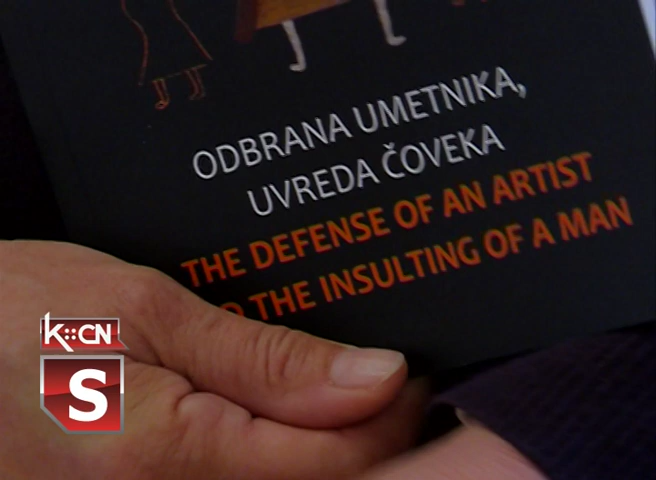 ODBRANA UMETNIKA,
UVREDA ČOVEKA
THE DEFENSE OF AN ARTIST
THE INSULTING OF A MAN
K::CN
S